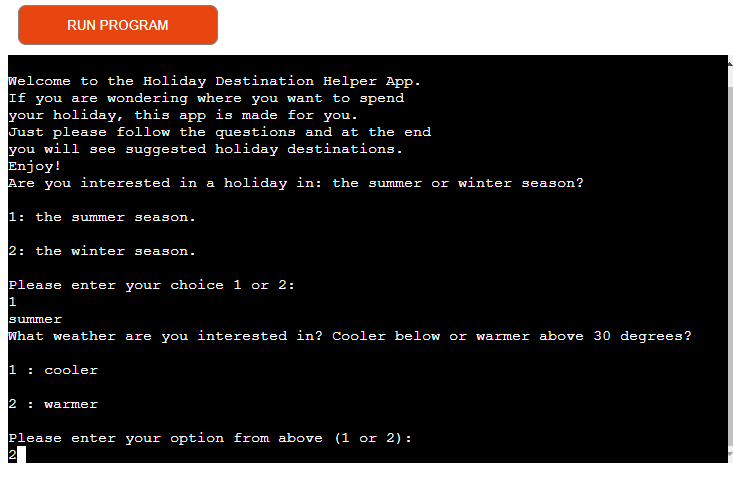 RUN PROGRAM
Welcome to the Holiday Destination Helper App.
If you are wondering where you want to spend
your holiday, this app is made for you.
Just please follow the questions and at the end
you will see suggested holiday destinations.
Enjoy!
Are you interested in a holiday in: the summer or winter season?
1: the summer season.
2: the winter season.
Please enter your choice 1 or 2:
1
summer
What weather are you interested in? Cooler below or warmer above 30 degrees?
1 : cooler
2 : warmer
Please enter your option from above (1 or 2):
2